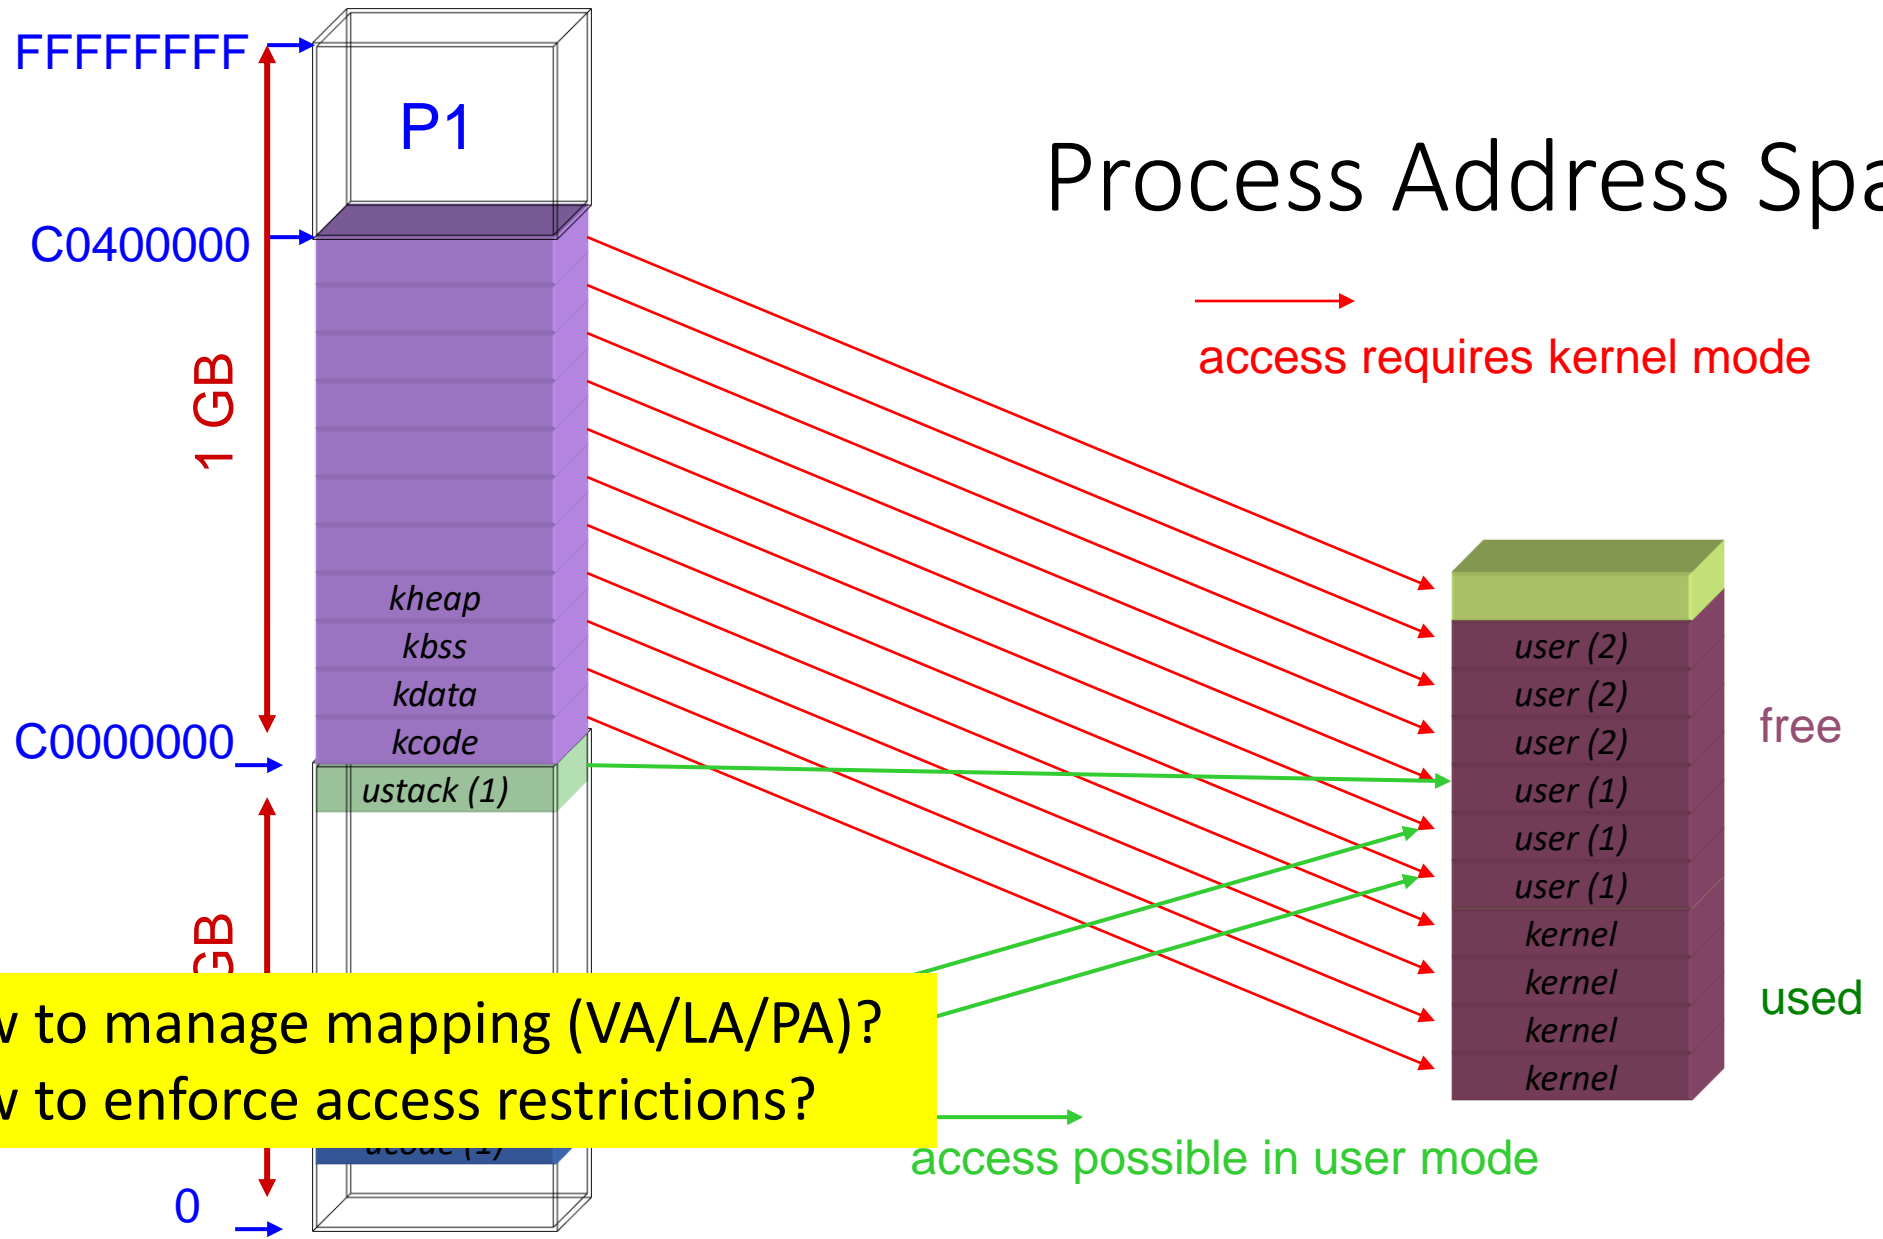 FFFFFFFF
P1
Process Address Spa
C0400000
access requires kernel mode
1 GB
kheap
kbss
kdata
kcode
C0000000
ustack (1)
user (2)
user (2)
user (2)
user (1)
user (1)
user (1)
kernel
kernel
kernel
kernel
free
used
GB
w to manage mapping (VA/LA/PA)?
w to enforce access restrictions?
ucode (1)
access possible in user mode
0